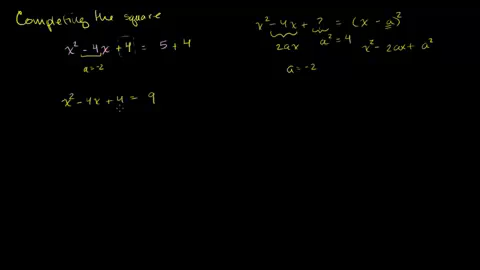 Completing the square
x² - 4x + 4 = 5 + 4
a = -2
x² - 4x + 4 = 9
x² - 4x + ? = (x - a)²
2ax
a² = 4
x² - 2ax + a²
a = -2